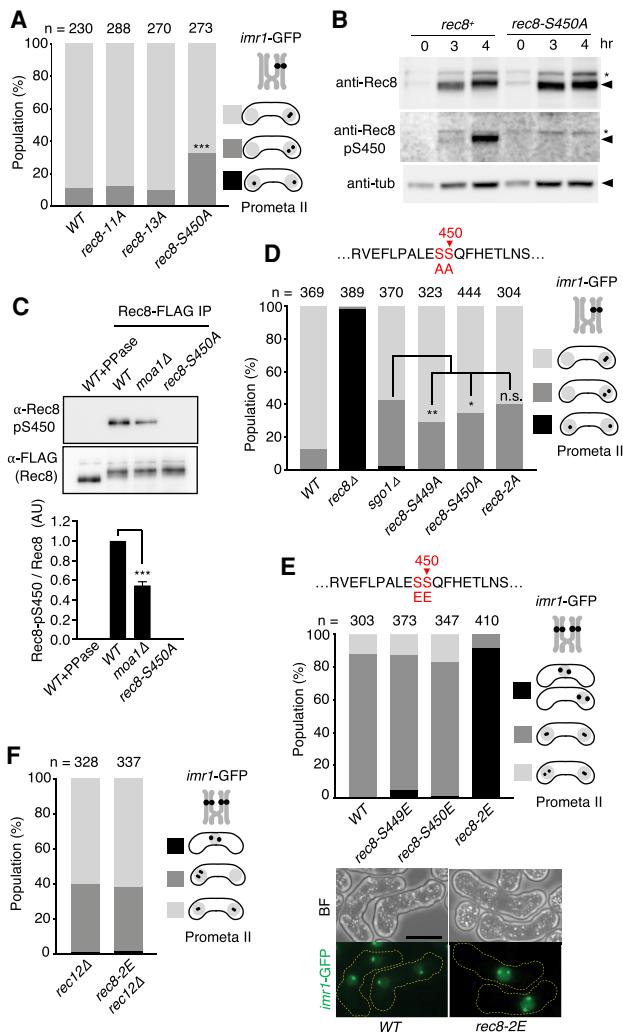 A
n = 230 288 270 273
imr1-GFP
Population (%)
100
80
60
40
20
0
***
WT
rec8-11A
rec8-13A
rec8-S450A
Prometa II
B
rec8+ rec8-S450A
0 3 4 0 3 4 hr
anti-Rec8
*
anti-Rec8
pS450
*
anti-tub
C
Rec8-FLAG IP
WT+PPase
WT
moa1Δ
rec8-S450A
α-Rec8
pS450
α-FLAG
(Rec8)
Rec8-pS450 / Rec8 (AU)
1.2
1.0
0.8
0.6
0.4
0.2
0.0
***
WT+PPase
WT
moa1Δ
rec8-S450A
D
450
...RVEFLPALESSQFHETLNS...
AA
n = 369 389 370 323 444 304
imr1-GFP
Population (%)
100
80
60
40
20
0
**
*
n.s.
WT
rec8Δ
sgo1Δ
rec8-S449A
rec8-S450A
rec8-2A
Prometa II
E
450
...RVEFLPALESSQFHETLNS...
EE
n = 303 373 347 410
imr1-GFP
Population (%)
100
80
60
40
20
0
WT
rec8-S449E
rec8-S450E
rec8-2E
Prometa II
BF
imr1-GFP
WT
rec8-2E
F
n = 328 337
imr1-GFP
Population (%)
100
80
60
40
20
0
rec12Δ
rec8-2E
rec12Δ
Prometa II